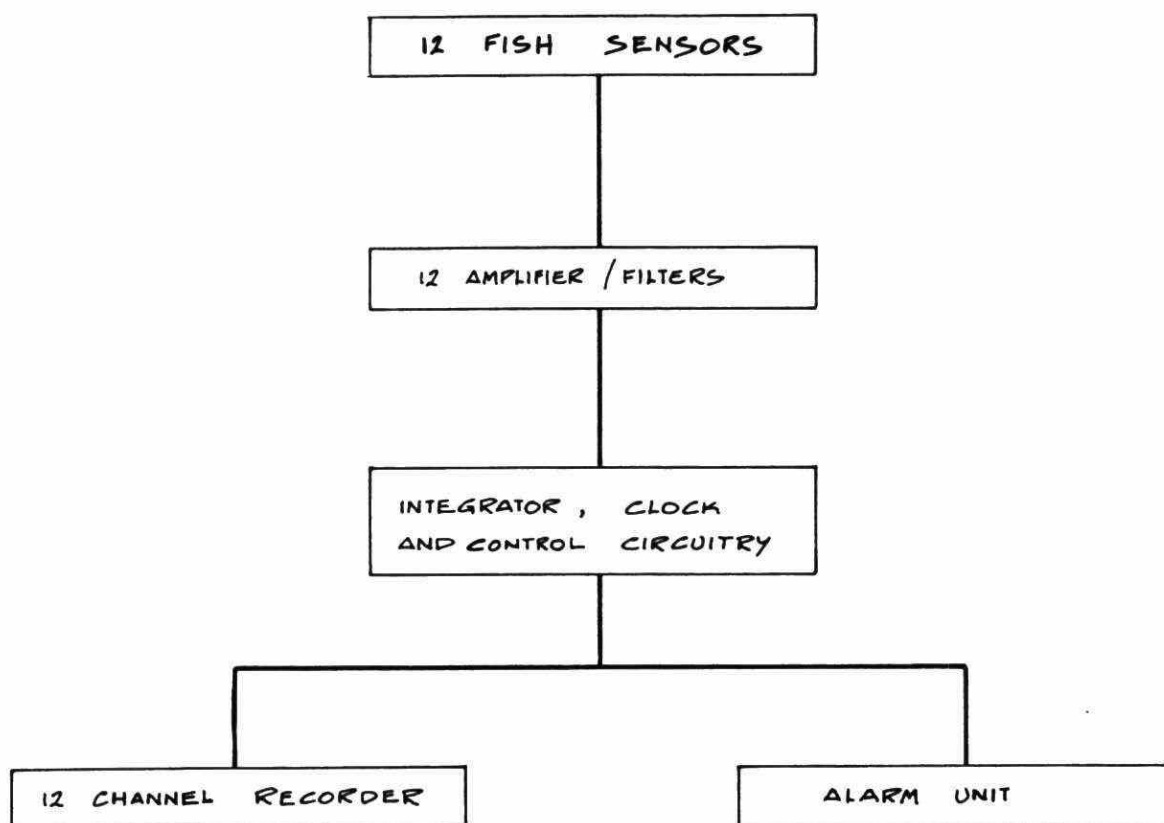 12 FISH SENSORS
12 AMPLIFIER / FILTERS
INTEGRATOR , CLOCK
AND CONTROL CIRCUITRY
12 CHANNEL RECORDER
ALARM UNIT